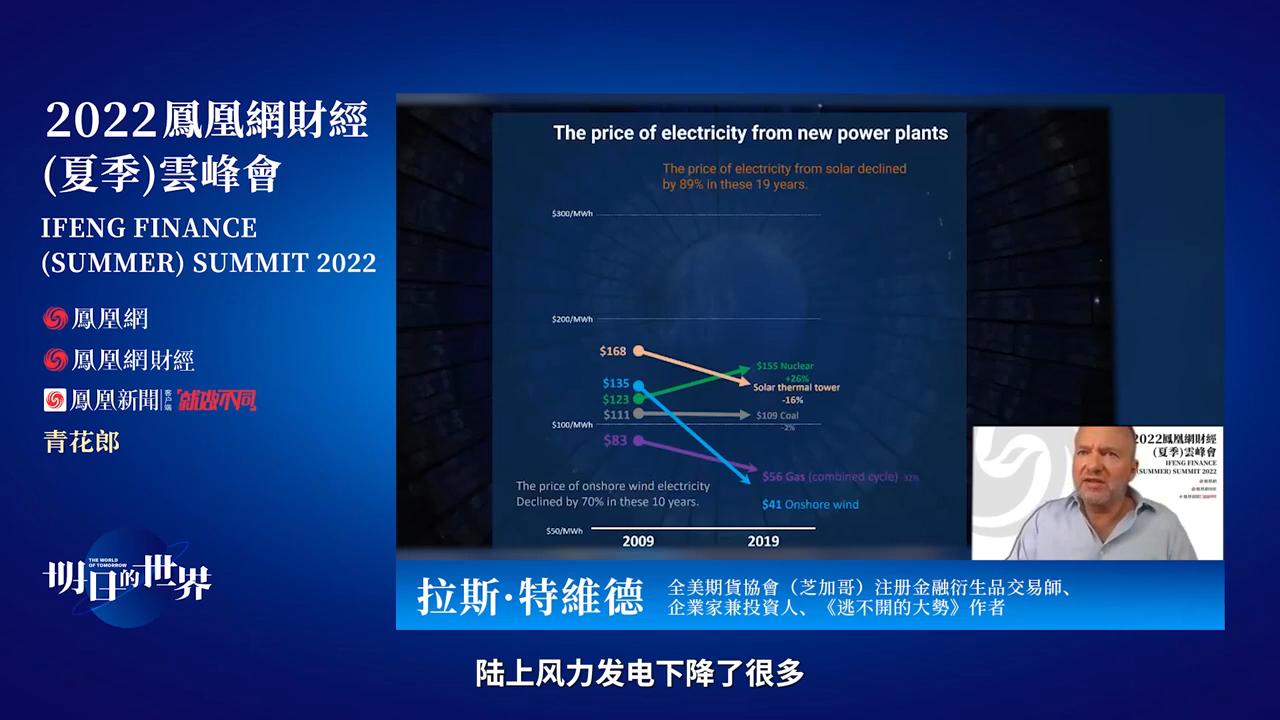 2022鳳凰網財經
(夏季)雲峰會
IFENG FINANCE
(SUMMER) SUMMIT 2022
鳳凰網
鳳凰網財經
鳳凰新聞 客户端 「就做不同」
青花郎
THE WORLD
OF TOMORROW
明日的世界
The price of electricity from new power plants
The price of electricity from solar declined
by 89% in these 19 years.
$300/MWh
$200/MWh
$168
$155 Nuclear
+26%
$135
Solar thermal tower
-16%
$123
$111
$109 Coal
-2%
$100/MWh
$83
$56 Gas (combined cycle) -32%
The price of onshore wind electricity
Declined by 70% in these 10 years.
$41 Onshore wind
$50/MWh
2009
2019
2022鳳凰網財經
(夏季)雲峰會
IFENG FINANCE
(SUMMER) SUMMIT 2022
拉斯·特維德
全美期貨協會（芝加哥）注册金融衍生品交易師、
企業家兼投資人、《逃不開的大勢》作者
陆上风力发电下降了很多